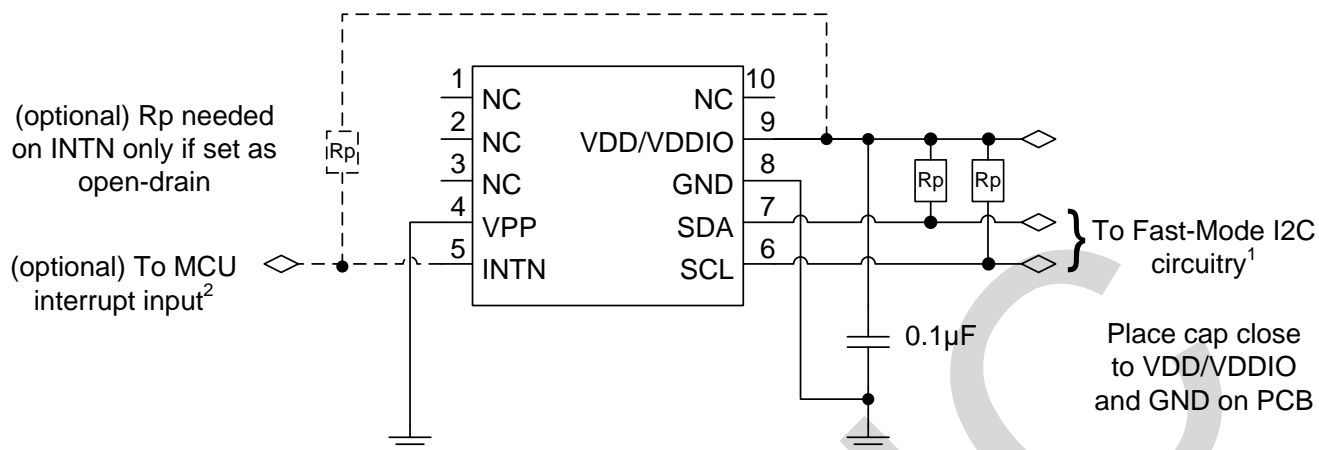 (optional) Rp needed
on INTN only if set as
open-drain
Rp
(optional) To MCU
interrupt input²
1
NC
2
NC
3
NC
4
VPP
5
INTN
10
NC
9
VDD/VDDIO
8
GND
7
SDA
6
SCL
Rp
Rp
0.1µF
} To Fast-Mode I2C
circuitry¹
Place cap close
to VDD/VDDIO
and GND on PCB